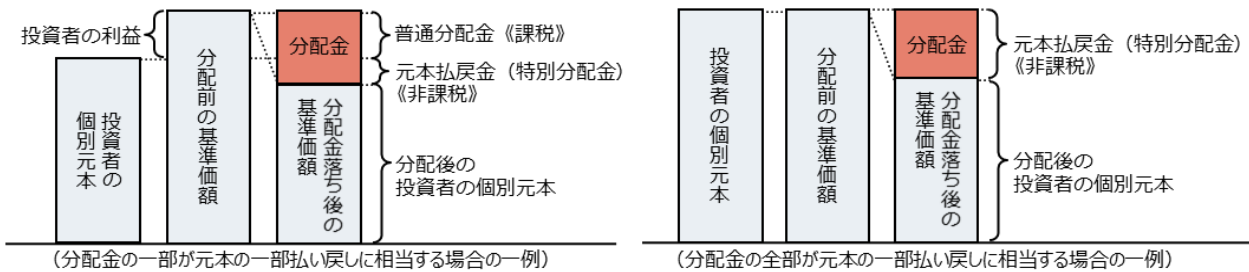 投資者の利益
投資者の
個別元本
分配前の基準価額
分配金
分配金落ち後の
基準価額
普通分配金《課税》
元本払戻金（特別分配金）
《非課税》
分配後の
投資者の個別元本
（分配金の一部が元本の一部払い戻しに相当する場合の一例）
投資者の個別元本
分配前の基準価額
分配金
分配金落ち後の
基準価額
元本払戻金（特別分配金）
《非課税》
分配後の
投資者の個別元本
（分配金の全部が元本の一部払い戻しに相当する場合の一例）